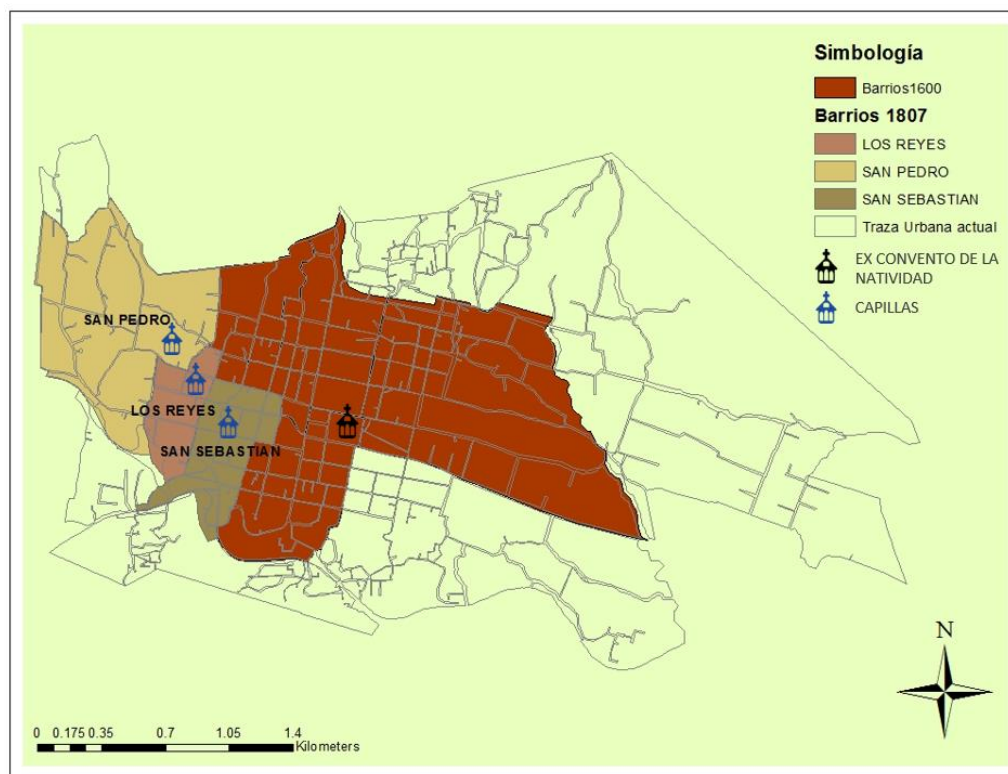 Simbología
Barrios1600
Barrios 1807
LOS REYES
SAN PEDRO
SAN SEBASTIAN
Traza Urbana actual
EX CONVENTO DE LA
NATIVIDAD
CAPILLAS
SAN PEDRO
LOS REYES
SAN SEBASTIAN
N
0 0.175 0.35 0.7 1.05 1.4
Kilometers